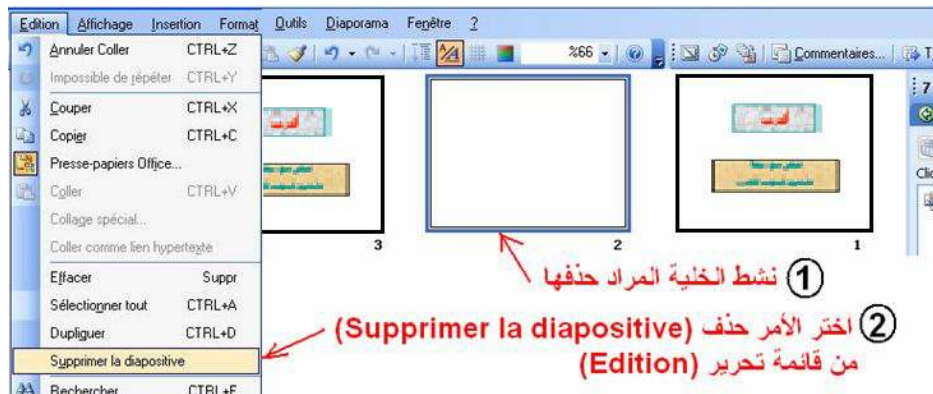 Edition Affichage Insertion Format Outils Diaporama Fenêtre ?
Annuler Coller CTRL+Z
Impossible de répéter CTRL+Y
Couper CTRL+X
Copier CTRL+C
Presse-papiers Office...
Coller CTRL+V
Collage spécial...
Coller comme lien hypertexte
Effacer Suppr
Sélectionner tout CTRL+A
Dupliquer CTRL+D
Supprimer la diapositive
Rechercher CTRL+F
%66
Commentaires...
3
2
1
7
Clic
① نشط الخلية المراد حذفها
② اختر الأمر حذف (Supprimer la diapositive)
من قائمة تحرير (Edition)